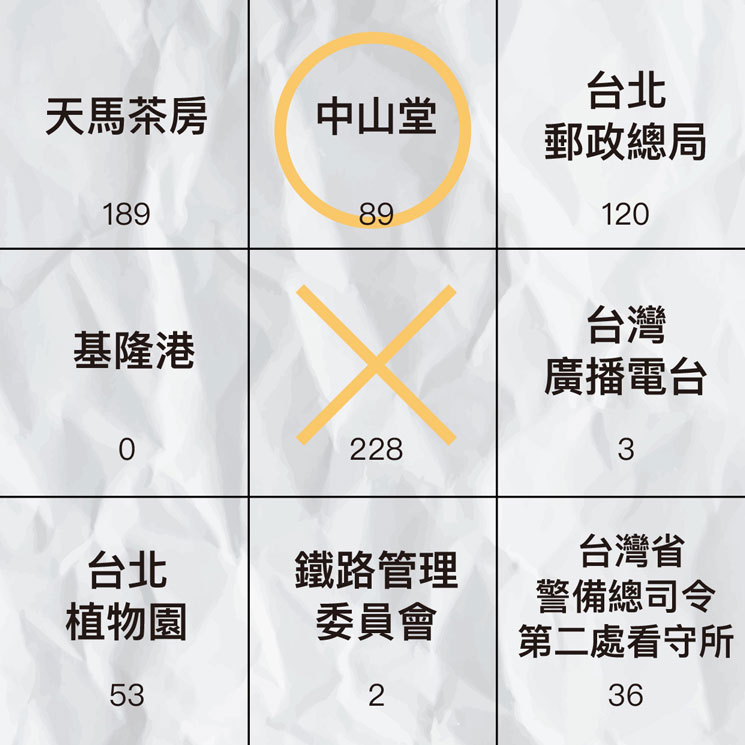 天馬茶房
189
中山堂
89
台北
郵政總局
120
基隆港
0
228
台灣
廣播電台
3
台北
植物園
53
鐵路管理
委員會
2
台灣省
警備總司令
第二處看守所
36